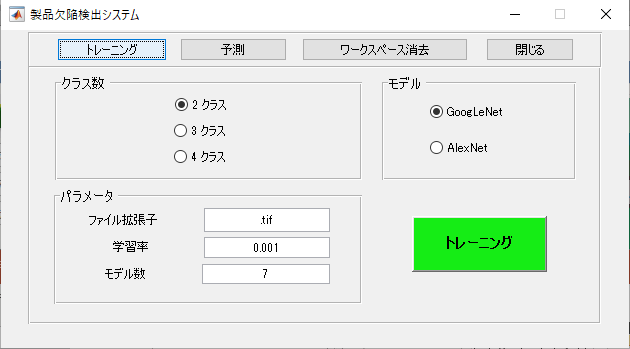 製品欠陥検出システム
トレーニング 予測 ワークスペース消去 閉じる
クラス数
2 クラス
3 クラス
4 クラス
モデル
GoogLeNet
AlexNet
パラメータ
ファイル拡張子 .tif
学習率 0.001
モデル数 7
トレーニング